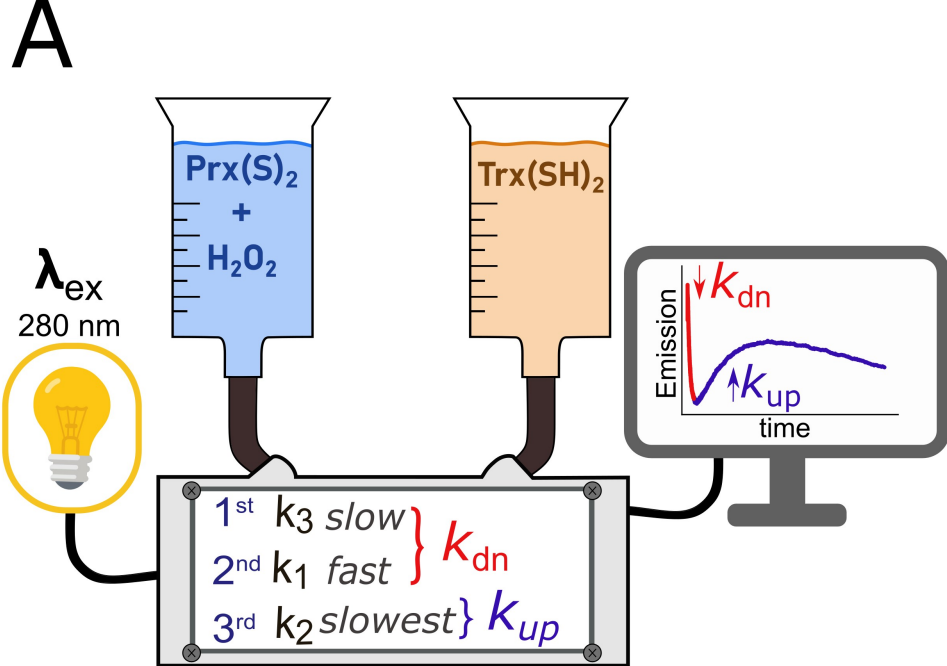 A
Prx(S)₂
+
H₂O₂
Trx(SH)₂
λex
280 nm
Emission
↓kdn
↑kup
time
1st k₃ slow } kdn
2nd k₁ fast
3rd k₂ slowest } kup